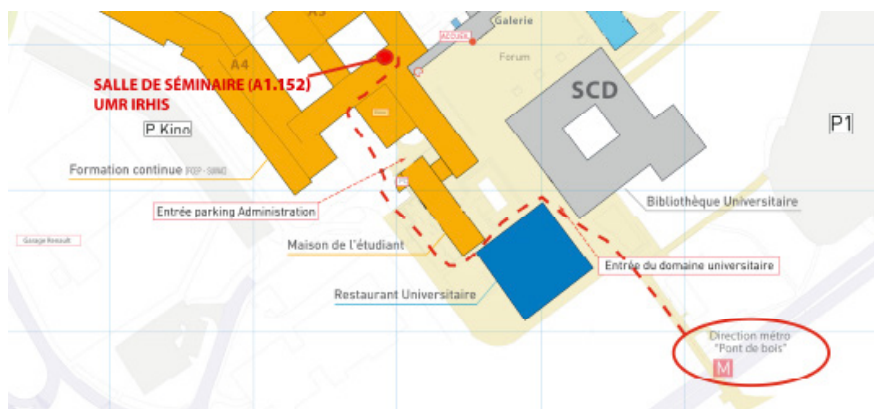 Galerie
A3
ACCUEIL
Forum
A4
SALLE DE SÉMINAIRE (A1.152)
UMR IRHIS
SCD
P1
P Kino
Formation continue
Bibliothèque Universitaire
Entrée parking Administration
Garage Renault
Maison de l'étudiant
Entrée du domaine universitaire
Restaurant Universitaire
Direction métro
"Pont de bois"
M